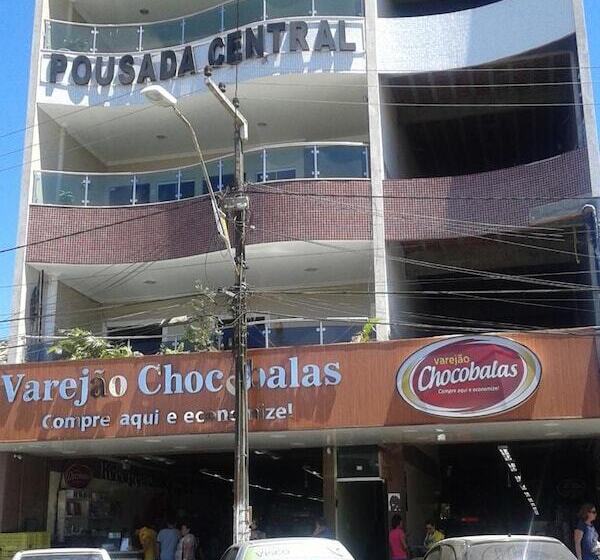 POUSADA CENTRAL
Varejão Chocobalas
Compre aqui e economize!
varejão
Chocobalas
Compre aqui e economize!